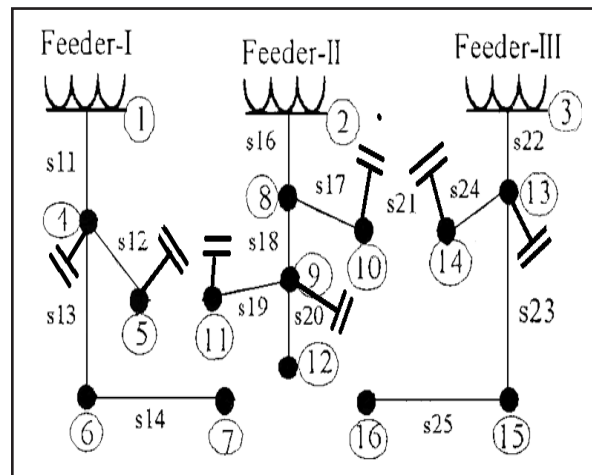 Feeder-I
Feeder-II
Feeder-III
1
2
3
s11
s16
s22
s17
s21
s24
4
8
13
s12
s18
10
14
s13
9
5
11
s19
s20
s23
12
6
s14
7
16
s25
15